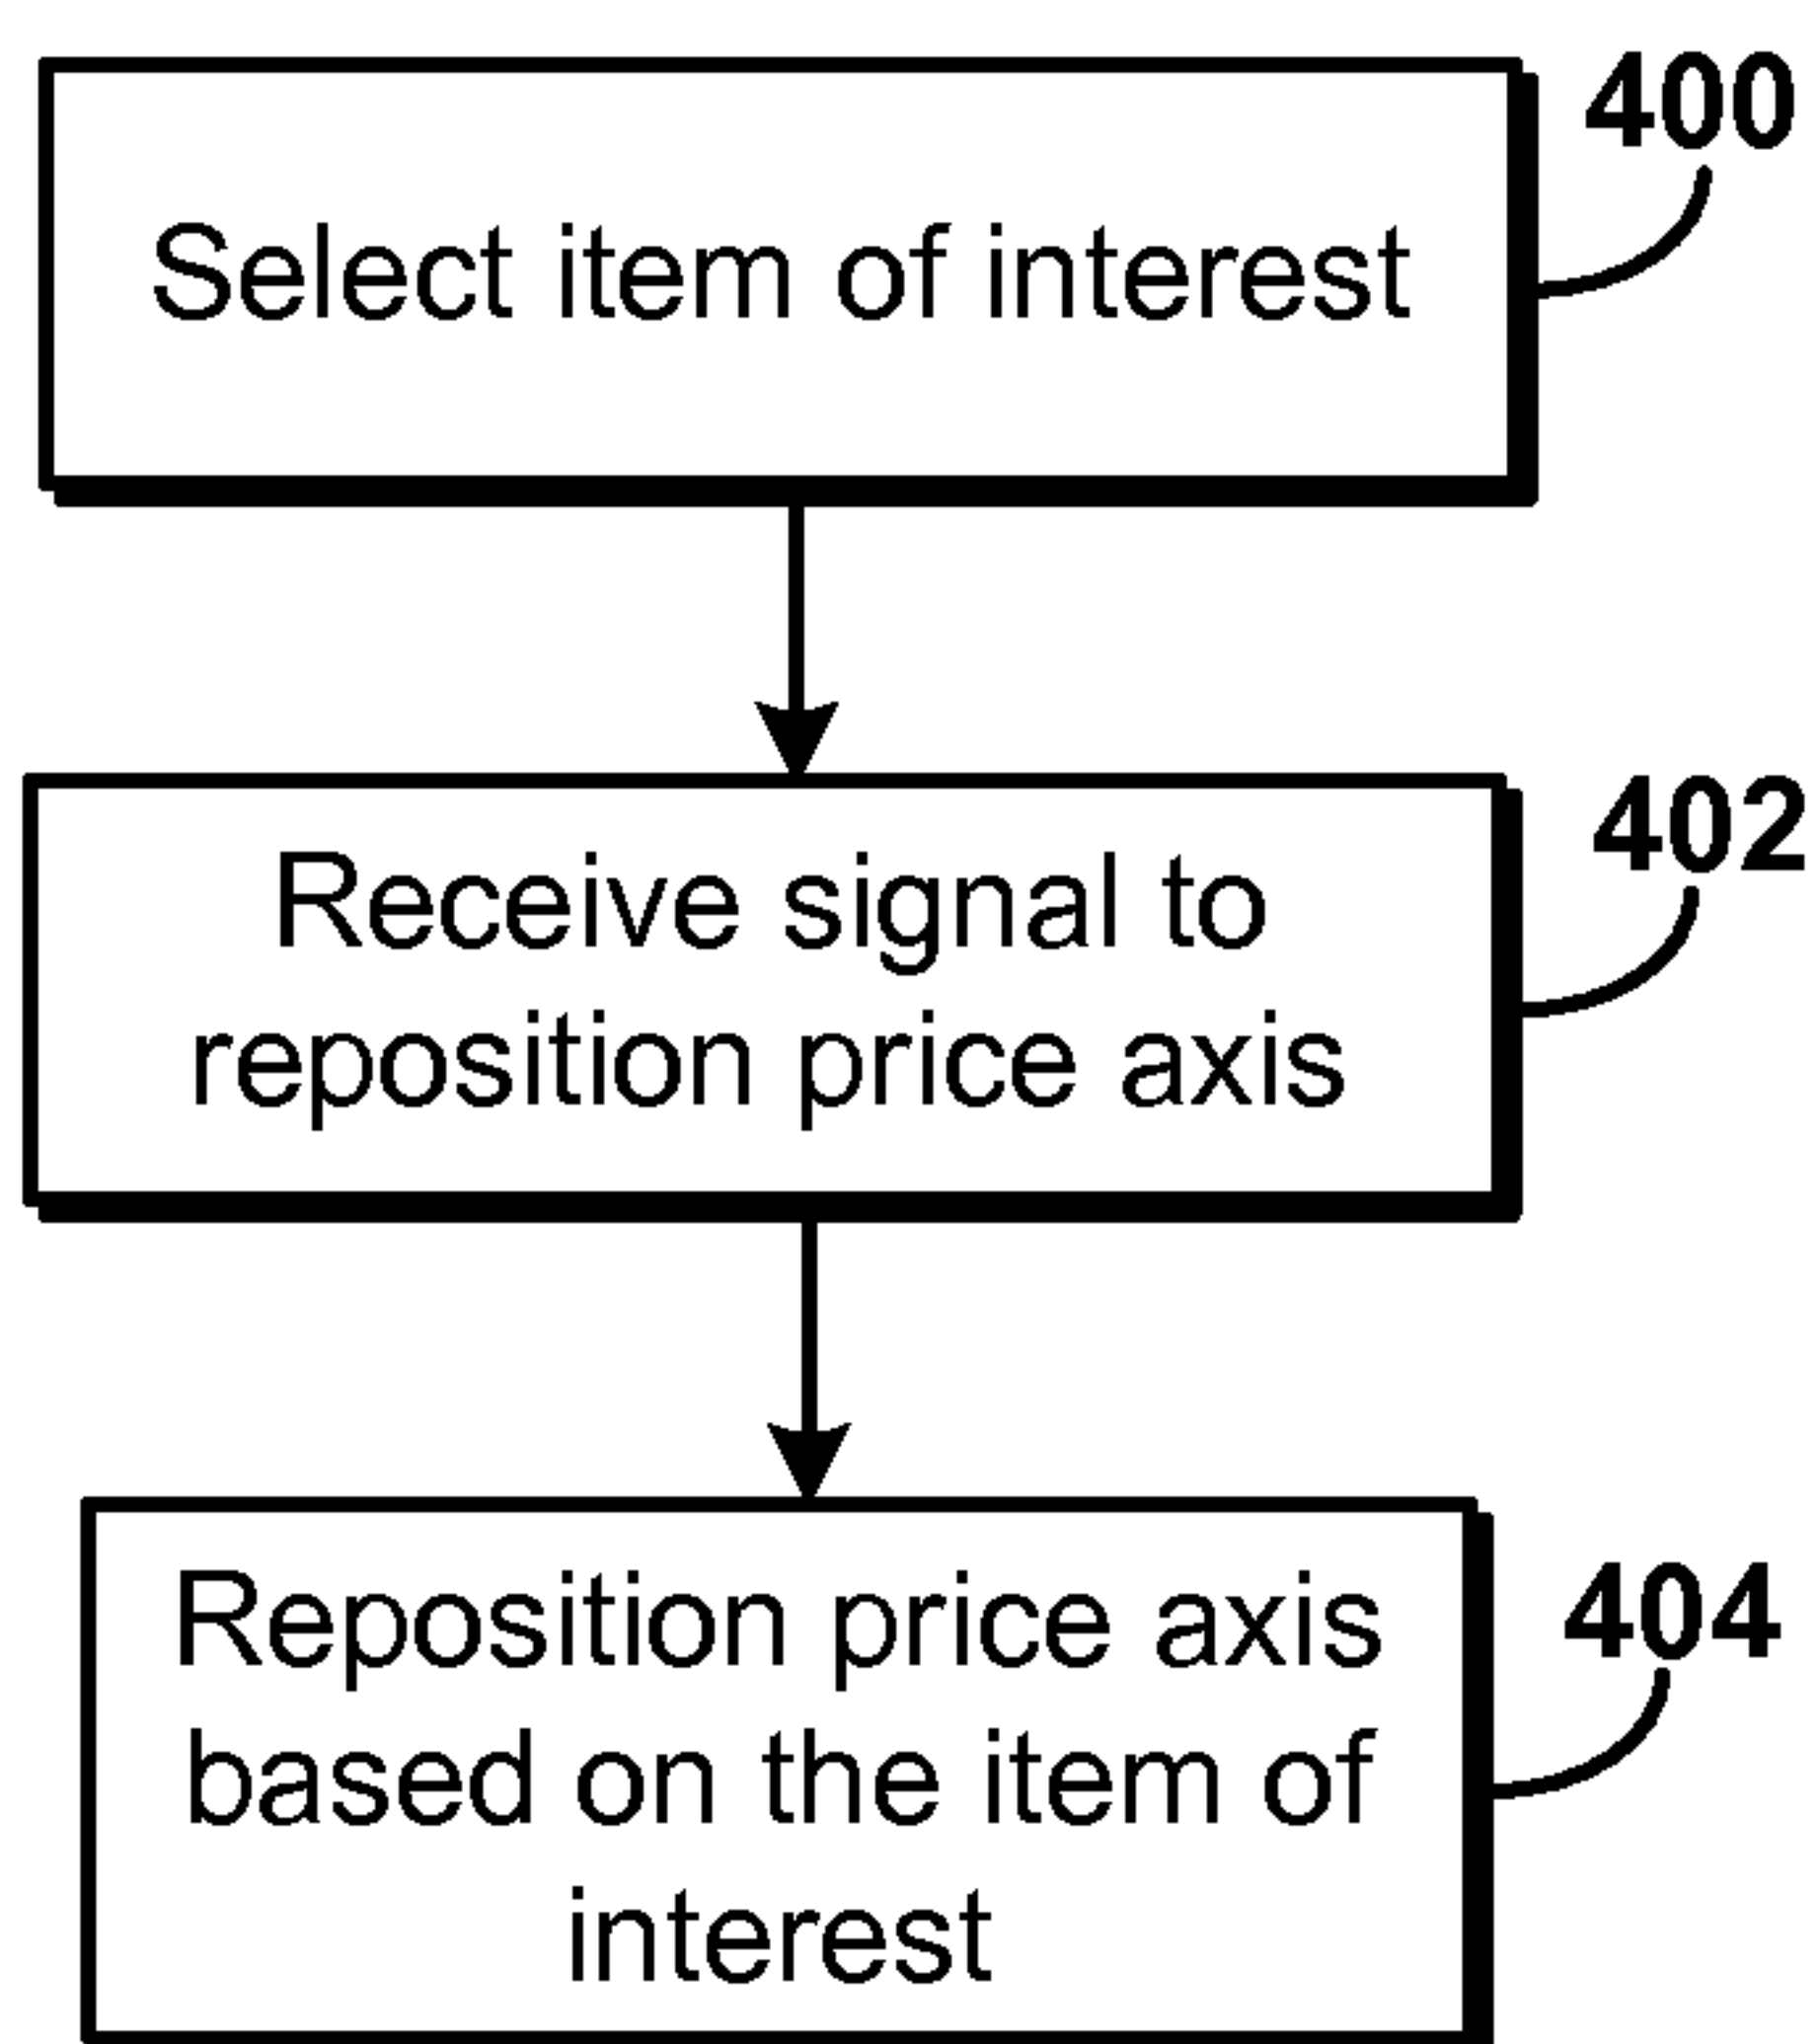 400
Select item of interest
402
Receive signal to
reposition price axis
404
Reposition price axis
based on the item of
interest